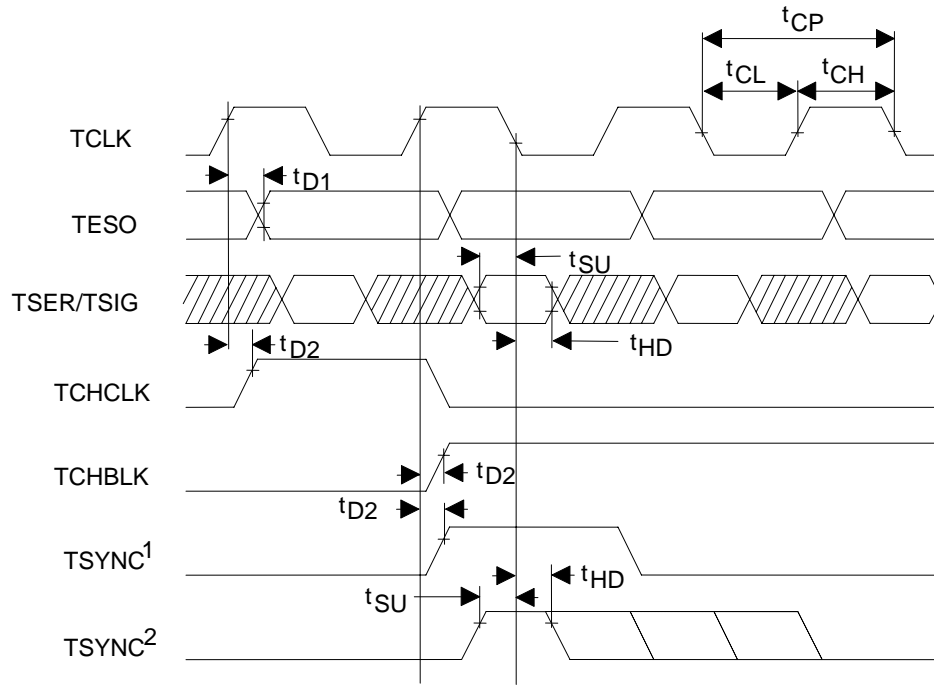 tCP
tCL tCH
TCLK
tD1
TESO
tSU
TSER/TSIG
tHD
tD2
TCHCLK
TCHBLK
tD2
tD2
TSYNC1
tHD
tSU
TSYNC2